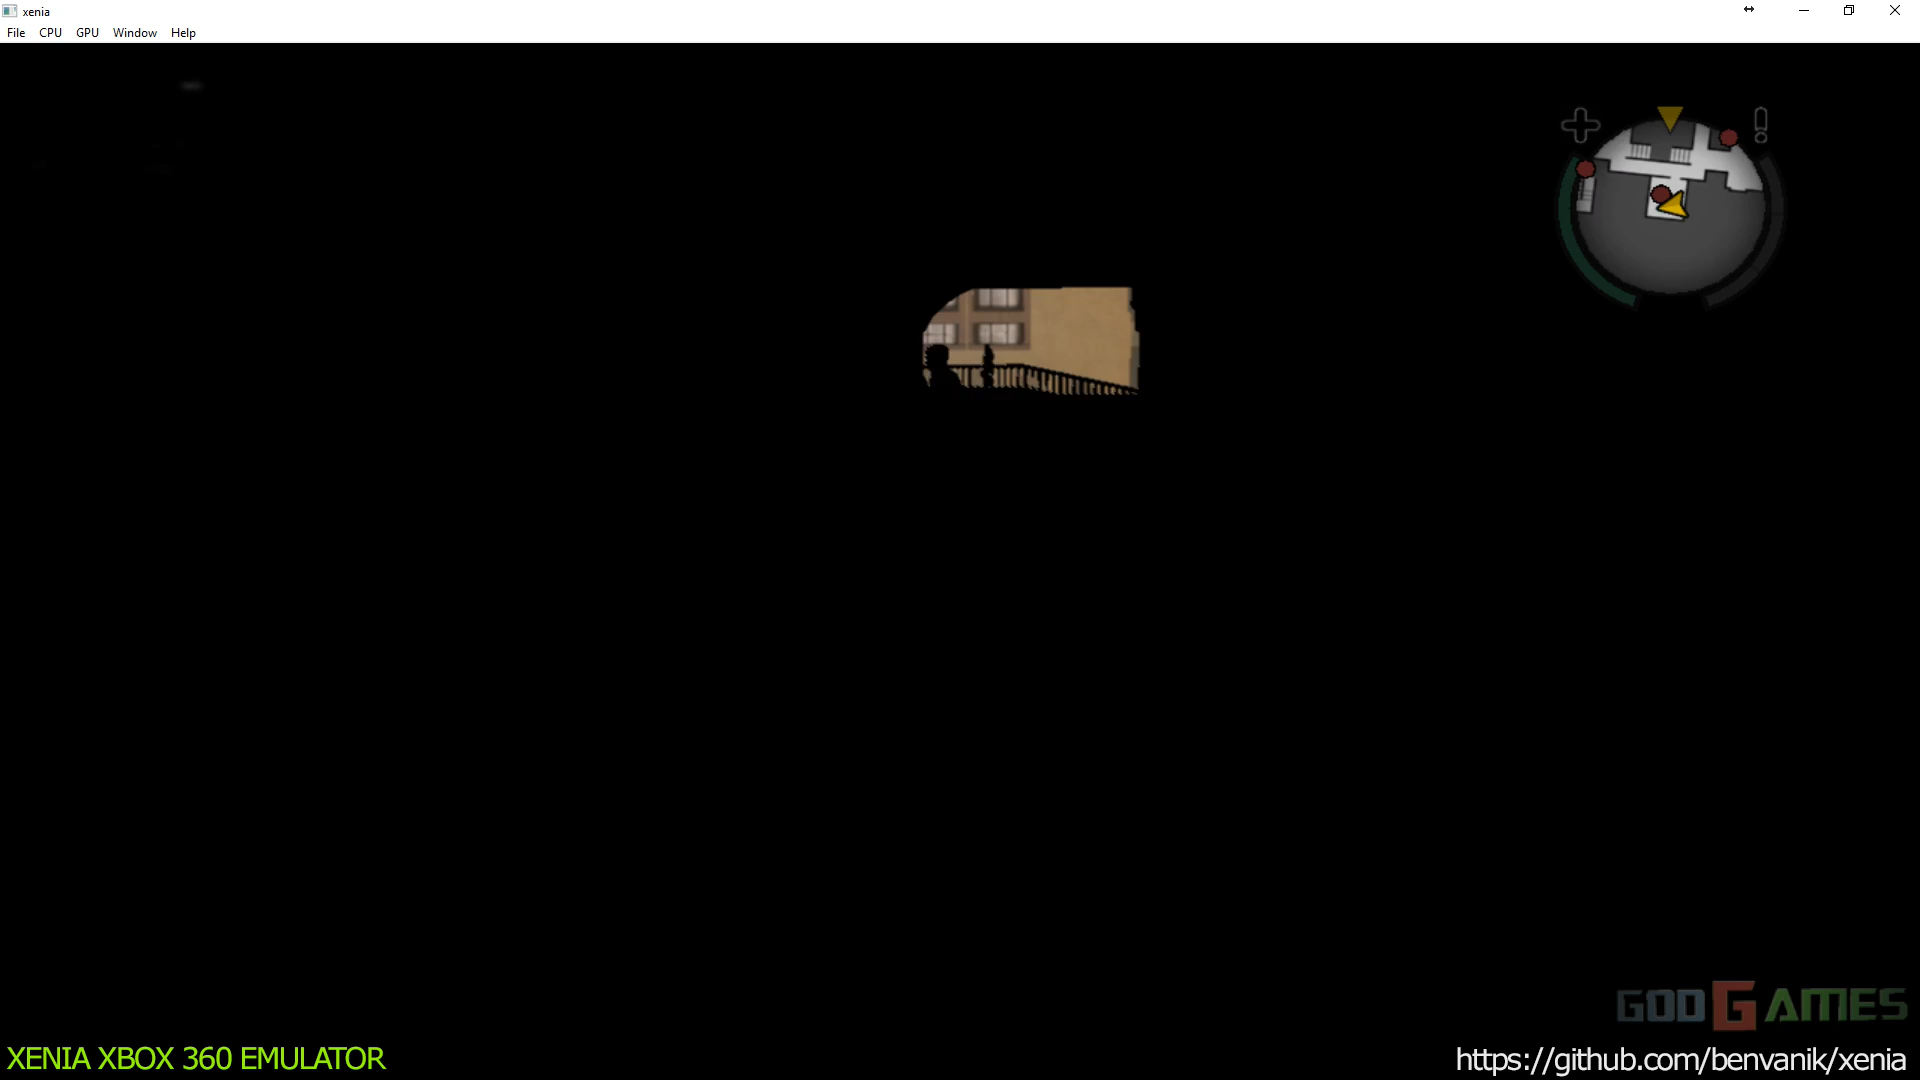 xenia
File CPU GPU Window Help
GODGAMES
XENIA XBOX 360 EMULATOR
https://github.com/benvanik/xenia